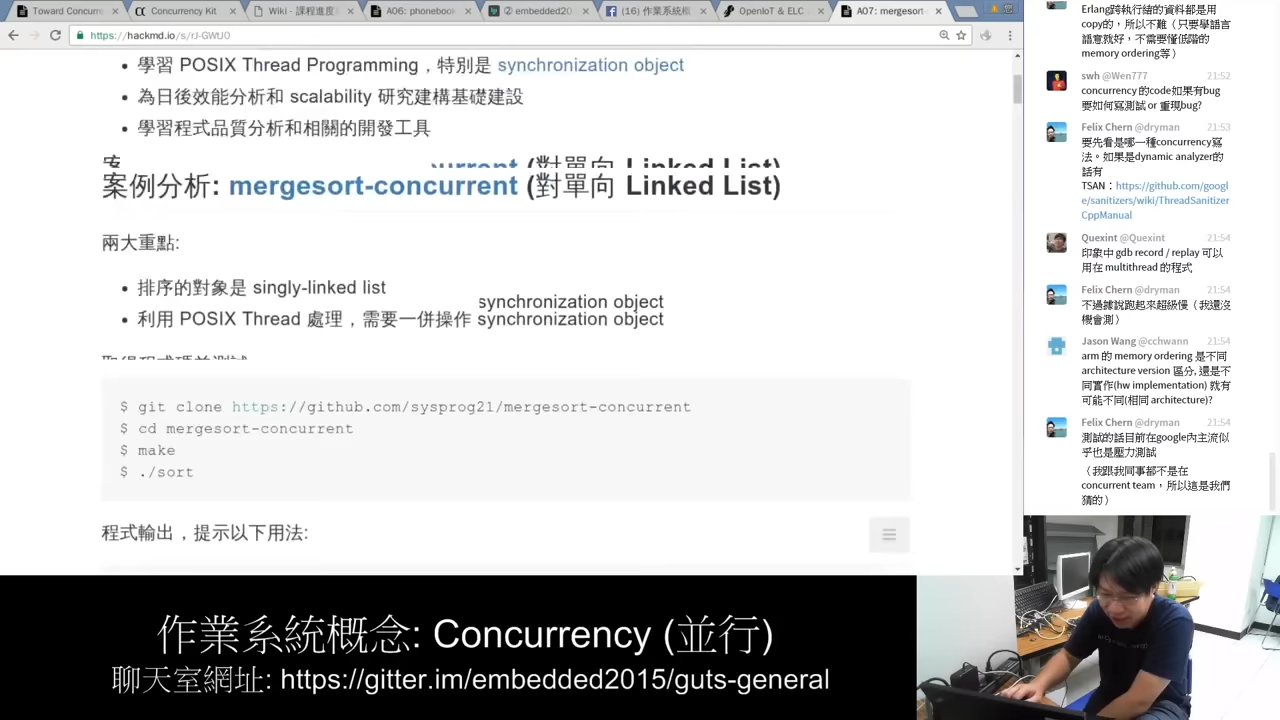 Toward Concurre
Concurrency Kit
Wiki - 課程進度
A06: phonebook
② embedded20
(16) 作業系統概
OpenIoT & ELC
A07: mergesort-
https://hackmd.io/s/rJ-GWtJ0
學習 POSIX Thread Programming，特別是 synchronization object
為日後效能分析和 scalability 研究建構基礎建設
學習程式品質分析和相關的開發工具
案例分析: mergesort-concurrent (對單向 Linked List)
兩大重點:
排序的對象是 singly-linked list
synchronization object
利用 POSIX Thread 處理，需要一併操作 synchronization object
取得程式碼並測試
$ git clone https://github.com/sysprog21/mergesort-concurrent
$ cd mergesort-concurrent
$ make
$ ./sort
程式輸出，提示以下用法:
Erlang跨執行緒的資料都是用
copy的，所以不難（只要學語言
語意就好，不需要懂低階的
memory ordering等）
swh @Wen777 21:52
concurrency 的code如果有bug
要如何寫測試 or 重現bug?
Felix Chern @dryman 21:53
要先看是哪一種concurrency寫
法。如果是dynamic analyzer的
話有
TSAN：https://github.com/googl
e/sanitizers/wiki/ThreadSanitizer
CppManual
Quexint @Quexint 21:54
印象中 gdb record / replay 可以
用在 multithread 的程式
Felix Chern @dryman 21:54
不過據說跑起來超級慢（我還沒
機會測）
Jason Wang @cchwann 21:54
arm 的 memory ordering 是不同
architecture version 區分, 還是不
同實作(hw implementation) 就有
可能不同(相同 architecture)?
Felix Chern @dryman 21:54
測試的話目前在google內主流似
乎也是壓力測試
（我跟我同事都不是在
concurrent team，所以這是我們
猜的）
作業系統概念: Concurrency (並行)
聊天室網址: https://gitter.im/embedded2015/guts-general